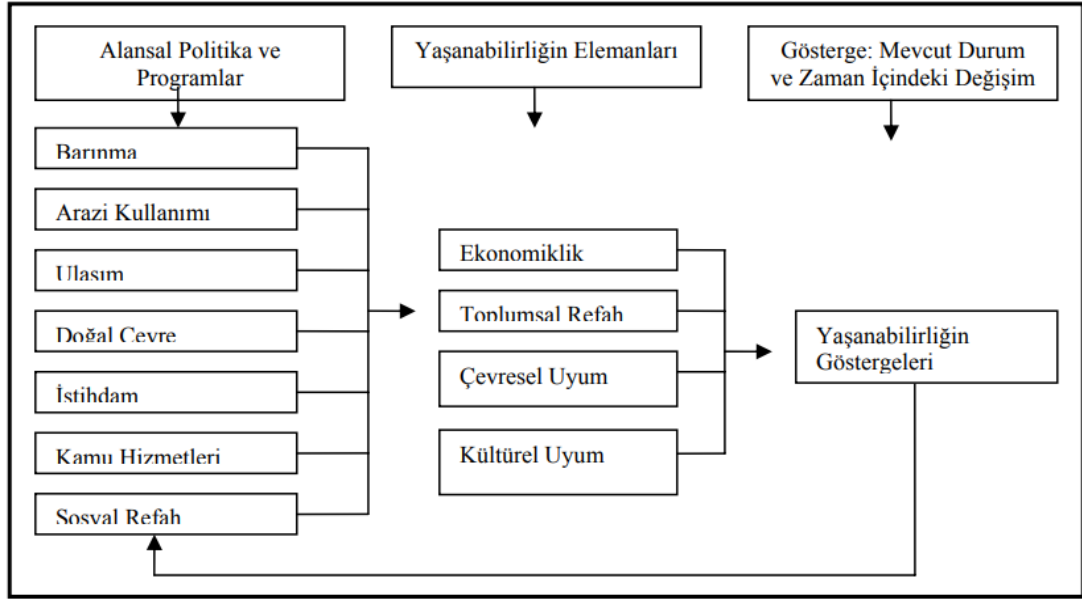 Alansal Politika ve
Programlar
Yaşanabilirliğin Elemanları
Gösterge: Mevcut Durum
ve Zaman İçindeki Değişim
Barınma
Arazi Kullanımı
Ulaşım
Doğal Çevre
İstihdam
Kamu Hizmetleri
Sosyal Refah
Ekonomiklik
Toplumsal Refah
Çevresel Uyum
Kültürel Uyum
Yaşanabilirliğin
Göstergeleri